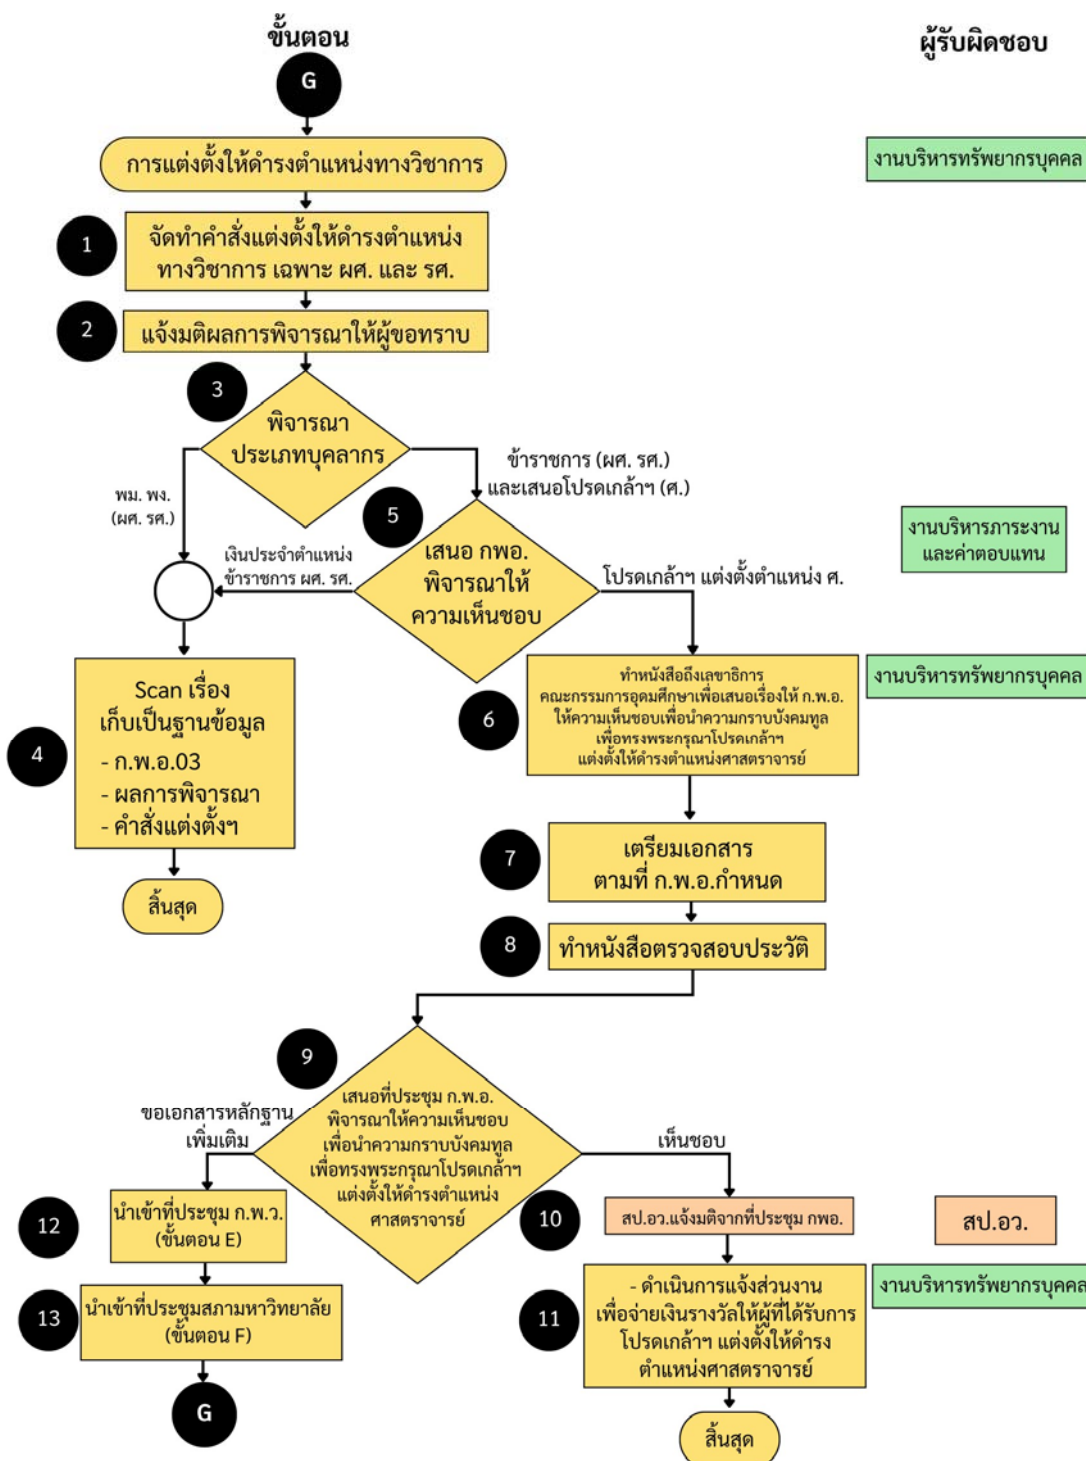 ขั้นตอน
ผู้รับผิดชอบ
G
การแต่งตั้งให้ดำรงตำแหน่งทางวิชาการ
งานบริหารทรัพยากรบุคคล
1
จัดทำคำสั่งแต่งตั้งให้ดำรงตำแหน่ง
ทางวิชาการ เฉพาะ ผศ. และ รศ.
2
แจ้งมติผลการพิจารณาให้ผู้ขอทราบ
3
พิจารณา
ประเภทบุคลากร
พม. พง.
(ผศ. รศ.)
ข้าราชการ (ผศ. รศ.)
และเสนอโปรดเกล้าฯ (ศ.)
5
เสนอ กพอ.
พิจารณาให้
ความเห็นชอบ
งานบริหารภาระงาน
และค่าตอบแทน
เงินประจำตำแหน่ง
ข้าราชการ ผศ. รศ.
โปรดเกล้าฯ แต่งตั้งตำแหน่ง ศ.
4
Scan เรื่อง
เก็บเป็นฐานข้อมูล
- ก.พ.อ.03
- ผลการพิจารณา
- คำสั่งแต่งตั้งฯ
สิ้นสุด
6
ทำหนังสือถึงเลขาธิการ
คณะกรรมการอุดมศึกษาเพื่อเสนอเรื่องให้ ก.พ.อ.
ให้ความเห็นชอบเพื่อนำความกราบบังคมทูล
เพื่อทรงพระกรุณาโปรดเกล้าฯ
แต่งตั้งให้ดำรงตำแหน่งศาสตราจารย์
งานบริหารทรัพยากรบุคคล
7
เตรียมเอกสาร
ตามที่ ก.พ.อ.กำหนด
8
ทำหนังสือตรวจสอบประวัติ
9
เสนอที่ประชุม ก.พ.อ.
พิจารณาให้ความเห็นชอบ
เพื่อนำความกราบบังคมทูล
เพื่อทรงพระกรุณาโปรดเกล้าฯ
แต่งตั้งให้ดำรงตำแหน่ง
ศาสตราจารย์
ขอเอกสารหลักฐาน
เพิ่มเติม
เห็นชอบ
12
นำเข้าที่ประชุม ก.พ.ว.
(ขั้นตอน E)
10
สป.อว.แจ้งมติจากที่ประชุม กพอ.
สป.อว.
13
นำเข้าที่ประชุมสภามหาวิทยาลัย
(ขั้นตอน F)
G
11
- ดำเนินการแจ้งส่วนงาน
เพื่อจ่ายเงินรางวัลให้ผู้ที่ได้รับการ
โปรดเกล้าฯ แต่งตั้งให้ดำรง
ตำแหน่งศาสตราจารย์
งานบริหารทรัพยากรบุคคล
สิ้นสุด